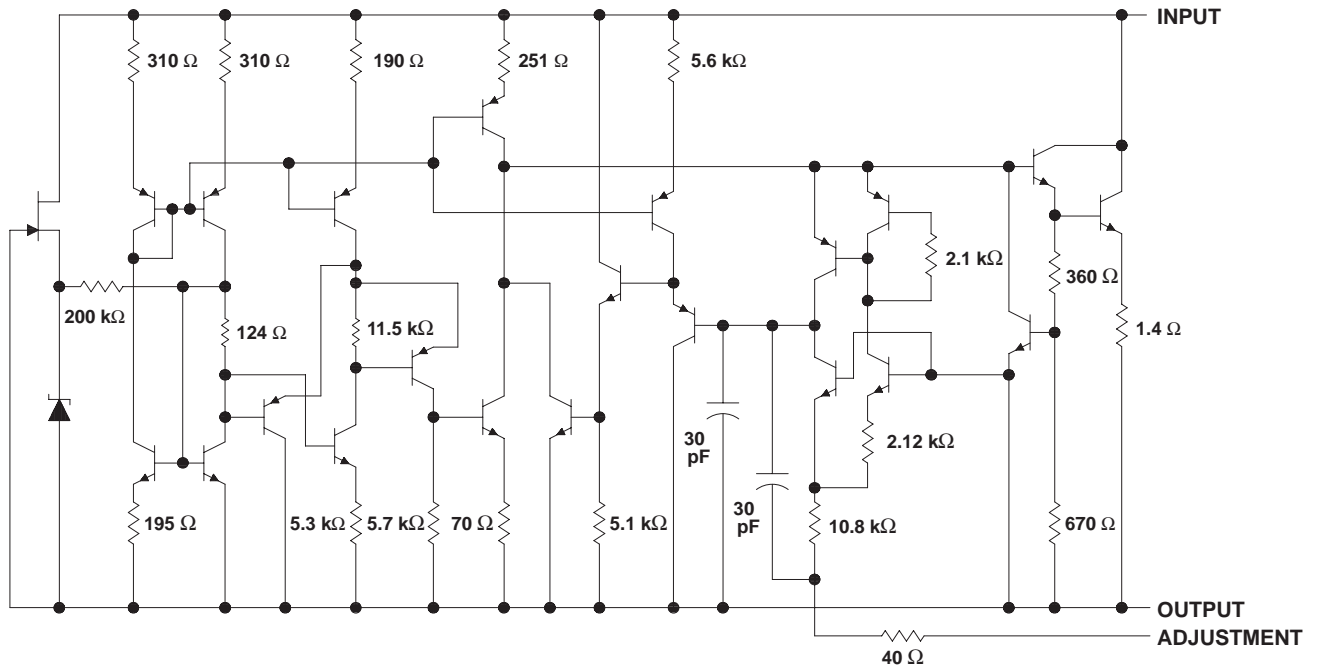 INPUT
310 Ω
310 Ω
190 Ω
251 Ω
5.6 kΩ
2.1 kΩ
360 Ω
200 kΩ
124 Ω
11.5 kΩ
1.4 Ω
30
pF
2.12 kΩ
30
pF
195 Ω
5.3 kΩ
5.7 kΩ
70 Ω
5.1 kΩ
10.8 kΩ
670 Ω
OUTPUT
ADJUSTMENT
40 Ω